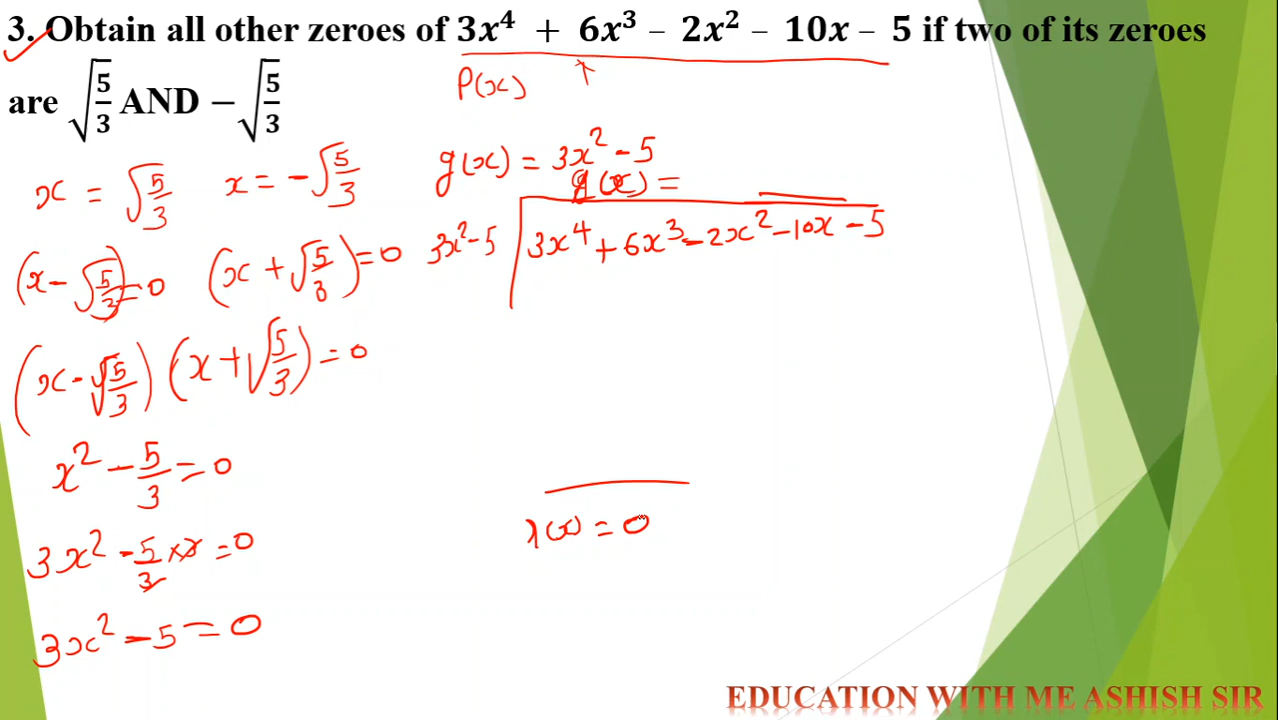 3. Obtain all other zeroes of 3x⁴ + 6x³ – 2x² – 10x – 5 if two of its zeroes
are √5/3 AND – √5/3
P(x)
x = √5/3 x = -√5/3
g(x) = 3x² - 5
q(x) =
(x - √5/3) = 0 (x + √5/3) = 0
3x² - 5 3x⁴ + 6x³ - 2x² - 10x - 5
(x - √5/3) (x + √5/3) = 0
x² - 5/3 = 0
3x² - 5/3 × 3 = 0
r(x) = 0
3x² - 5 = 0
EDUCATION WITH ME ASHISH SIR